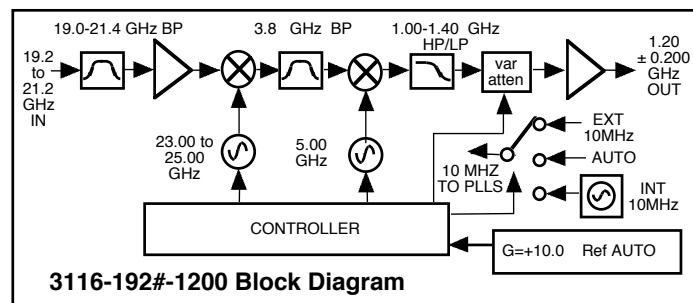 19.0-21.4 GHz BP
3.8 GHz BP
1.00-1.40 GHz
HP/LP
19.2
to
21.2
GHz
IN
var
atten
1.20
± 0.200
GHz
OUT
23.00 to
25.00
GHz
5.00
GHz
EXT
10MHz
10 MHZ
TO PLLS
AUTO
INT
10MHz
CONTROLLER
G=+10.0 Ref AUTO
3116-192#-1200 Block Diagram